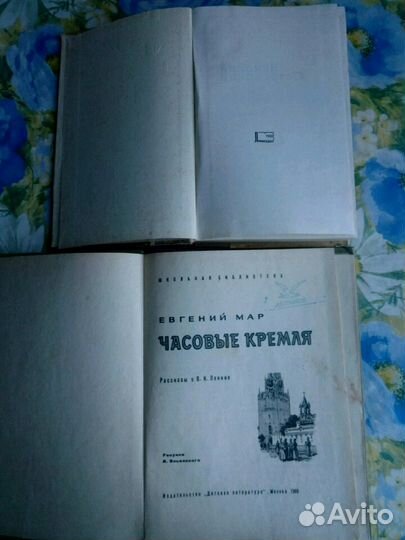 ШКОЛЬНАЯ БИБЛИОТЕКА
ЕВГЕНИЙ МАР
ЧАСОВЫЕ КРЕМЛЯ
Рассказы о В. И. Ленине
Рисунки
Издательство „Детская литература", Москва
Avito